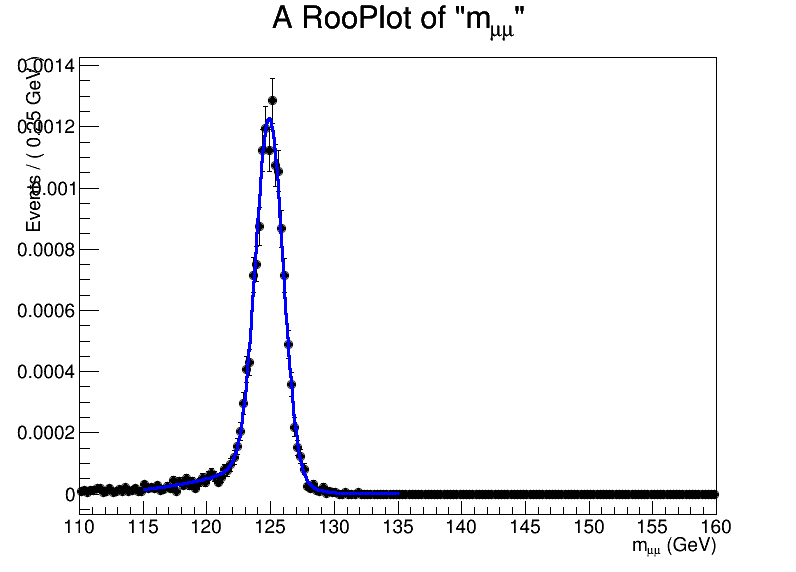 A RooPlot of "mμμ"
Events / ( 0.25 GeV )
0.0014
0.0012
0.001
0.0008
0.0006
0.0004
0.0002
0
110 115 120 125 130 135 140 145 150 155 160
mμμ (GeV)